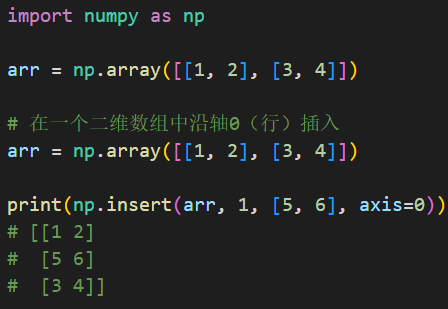 import numpy as np
arr = np.array([[1, 2], [3, 4]])
# 在一个二维数组中沿轴0（行）插入
arr = np.array([[1, 2], [3, 4]])
print(np.insert(arr, 1, [5, 6], axis=0))
# [[1 2]
#  [5 6]
#  [3 4]]